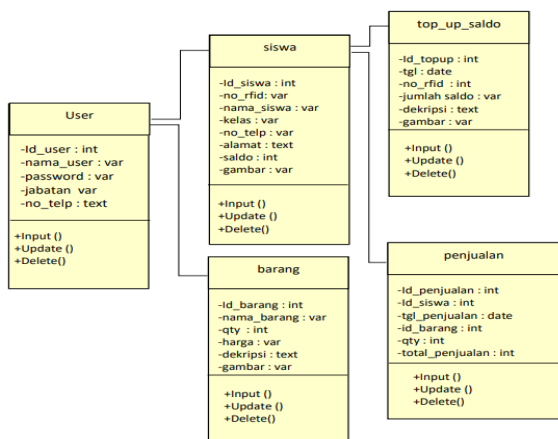 User
-Id_user : int
-nama_user : var
-password : var
-jabatan var
-no_telp : text
+Input ()
+Update ()
+Delete()
siswa
-Id_siswa : int
-no_rfid: var
-nama_siswa : var
-kelas : var
-no_telp : var
-alamat : text
-saldo : int
-gambar : var
+Input ()
+Update ()
+Delete()
barang
-Id_barang : int
-nama_barang : var
-qty : int
-harga : var
-dekripsi : text
-gambar : var
+Input ()
+Update ()
+Delete()
top_up_saldo
-Id_topup : int
-tgl : date
-no_rfid : int
-jumlah saldo : var
-dekripsi : text
-gambar : var
+Input ()
+Update ()
+Delete()
penjualan
-Id_penjualan : int
-Id_siswa : int
-tgl_penjualan : date
-id_barang : int
-qty : int
-total_penjualan : int
+Input ()
+Update ()
+Delete()